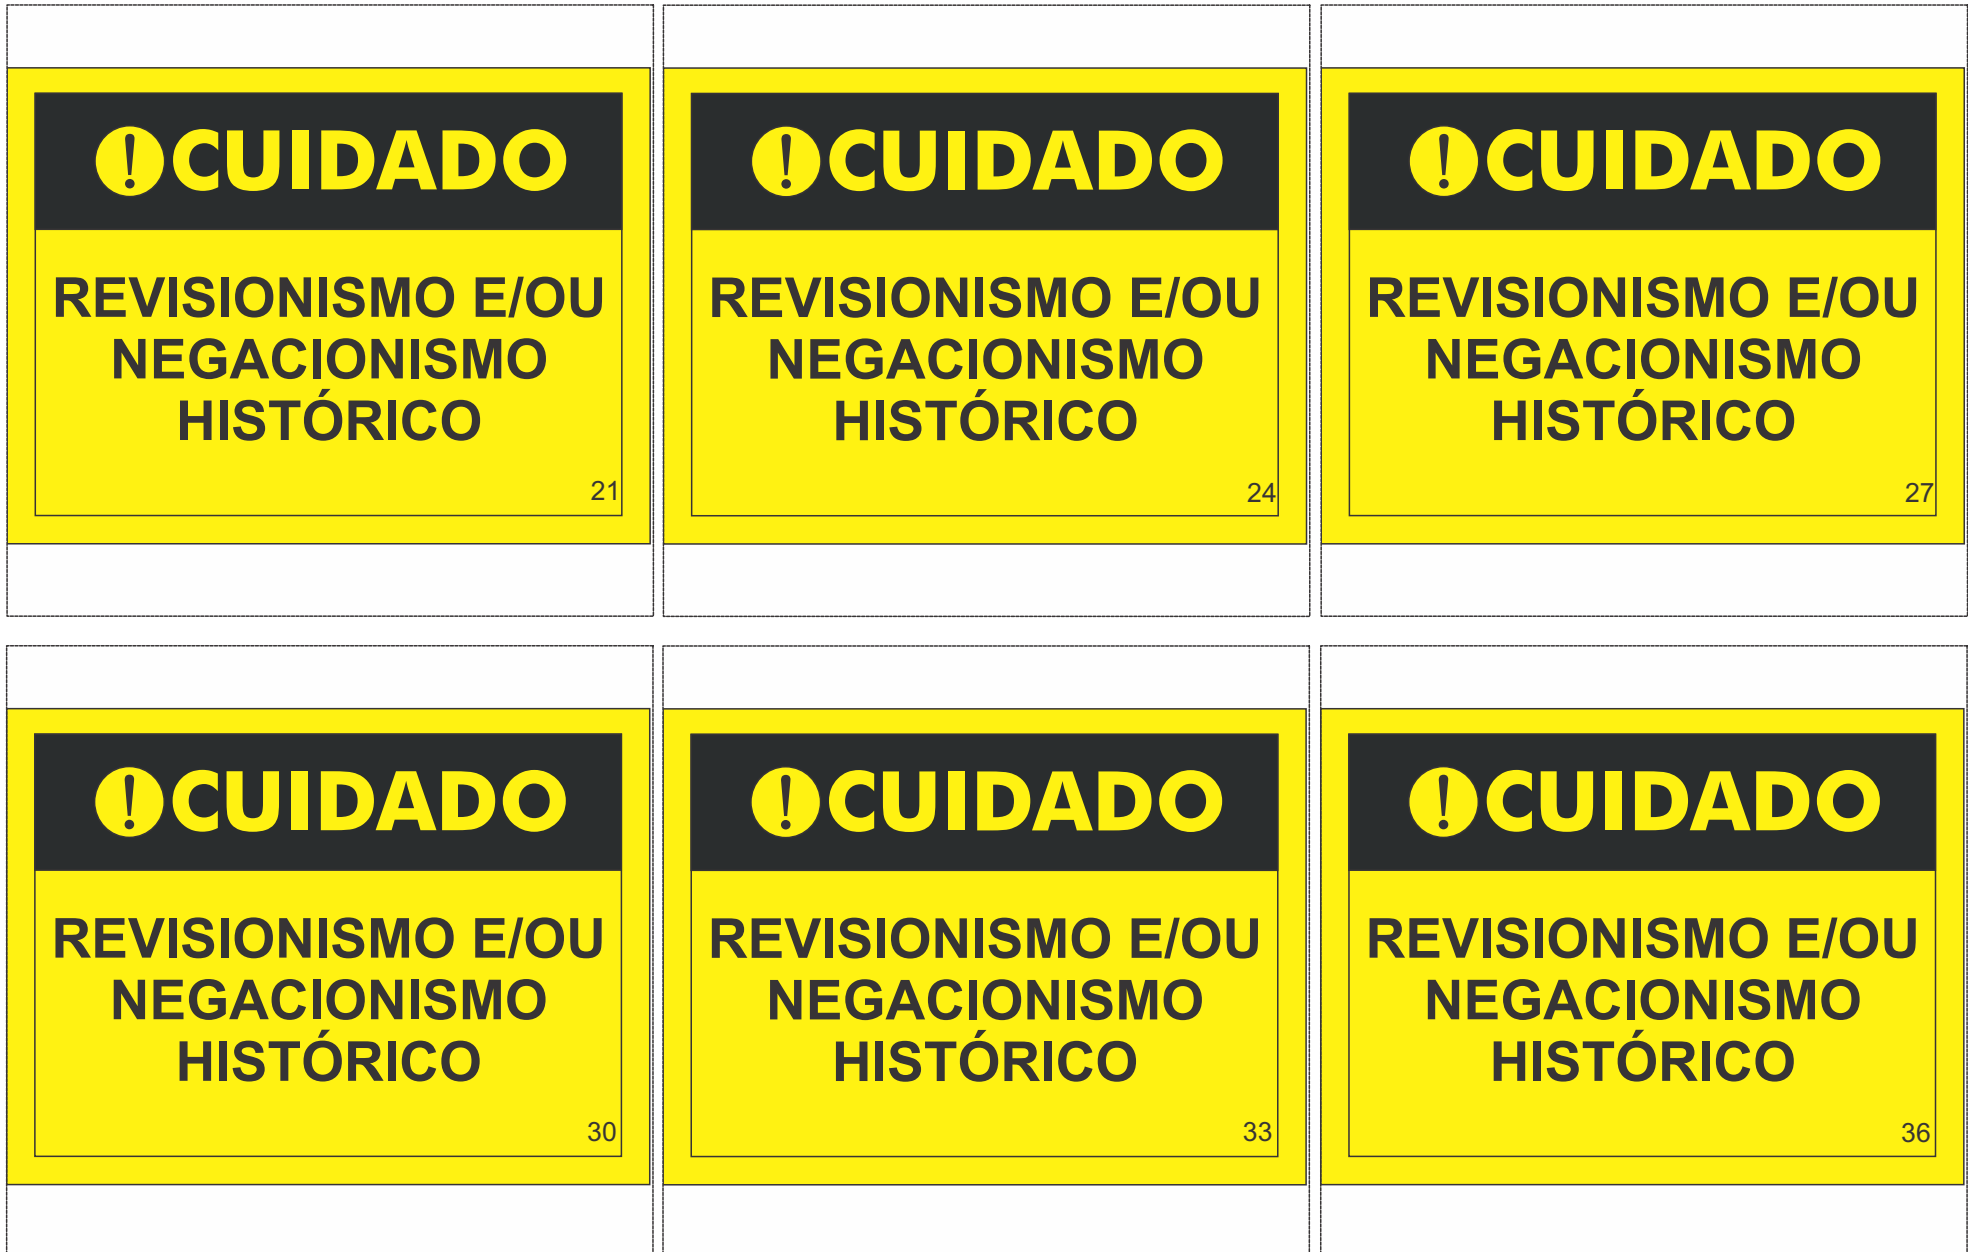 CUIDADO
REVISIONISMO E/OU
NEGACIONISMO
HISTÓRICO
21
CUIDADO
REVISIONISMO E/OU
NEGACIONISMO
HISTÓRICO
24
CUIDADO
REVISIONISMO E/OU
NEGACIONISMO
HISTÓRICO
27
CUIDADO
REVISIONISMO E/OU
NEGACIONISMO
HISTÓRICO
30
CUIDADO
REVISIONISMO E/OU
NEGACIONISMO
HISTÓRICO
33
CUIDADO
REVISIONISMO E/OU
NEGACIONISMO
HISTÓRICO
36